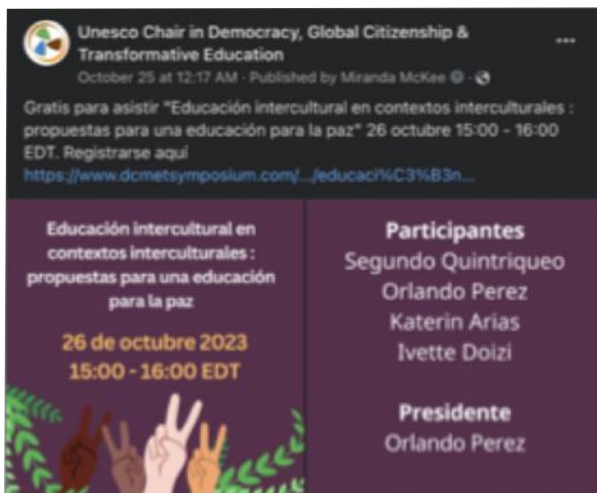 Unesco Chair in Democracy, Global Citizenship &
Transformative Education
October 25 at 12:17 AM · Published by Miranda McKee ·
Gratis para asistir "Educación intercultural en contextos interculturales :
propuestas para una educación para la paz" 26 octubre 15:00 - 16:00
EDT. Registrarse aquí
https://www.dcmetsymposium.com/.../educaci%C3%B3n...
Educación intercultural en
contextos interculturales :
propuestas para una educación
para la paz
26 de octubre 2023
15:00 - 16:00 EDT
Participantes
Segundo Quintriqueo
Orlando Perez
Katerin Arias
Ivette Doizi
Presidente
Orlando Perez